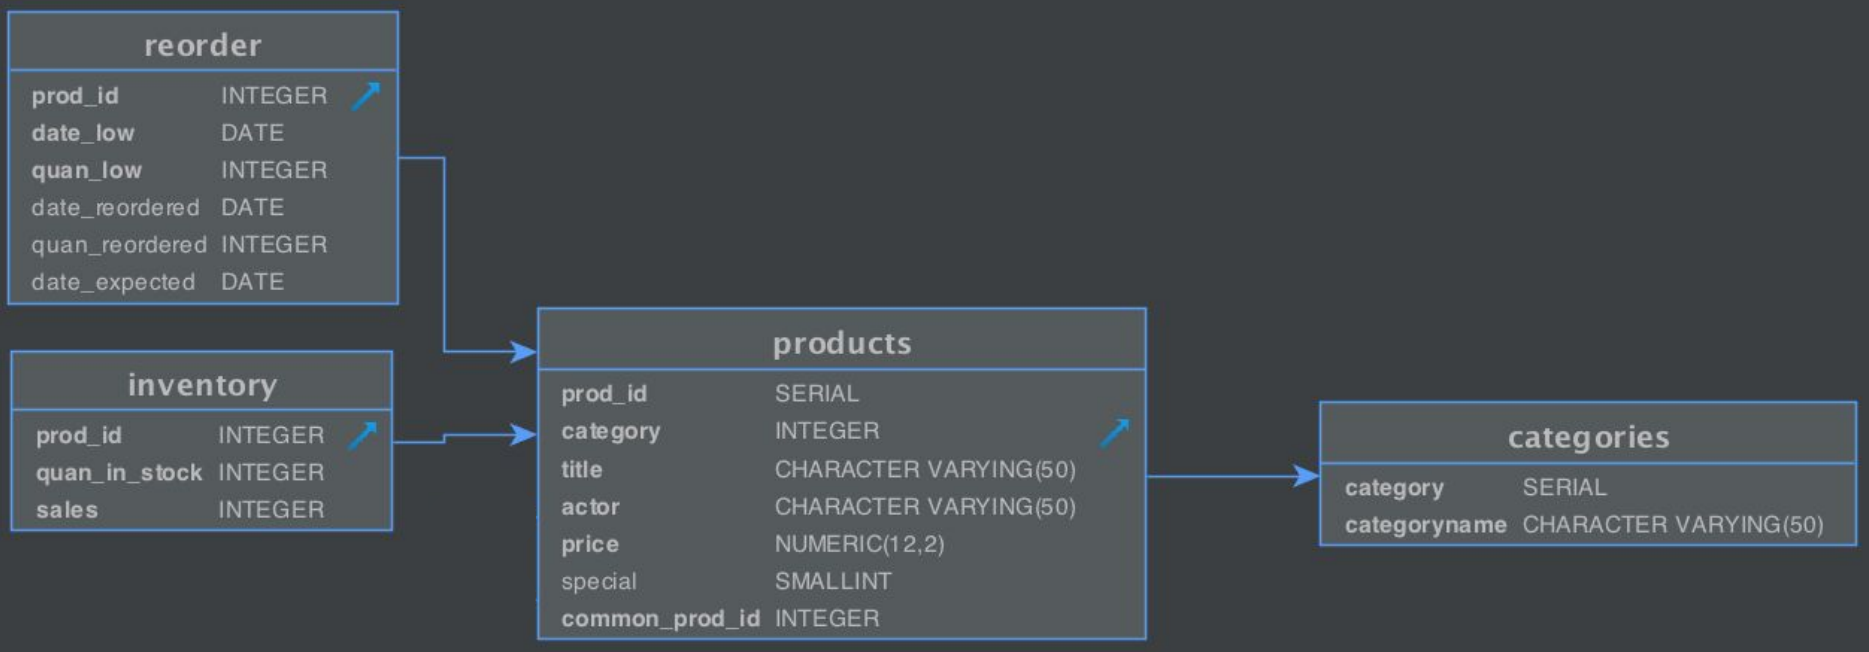 reorder
prod_id INTEGER
date_low DATE
quan_low INTEGER
date_reordered DATE
quan_reordered INTEGER
date_expected DATE
inventory
prod_id INTEGER
quan_in_stock INTEGER
sales INTEGER
products
prod_id SERIAL
category INTEGER
title CHARACTER VARYING(50)
actor CHARACTER VARYING(50)
price NUMERIC(12,2)
special SMALLINT
common_prod_id INTEGER
categories
category SERIAL
categoryname CHARACTER VARYING(50)